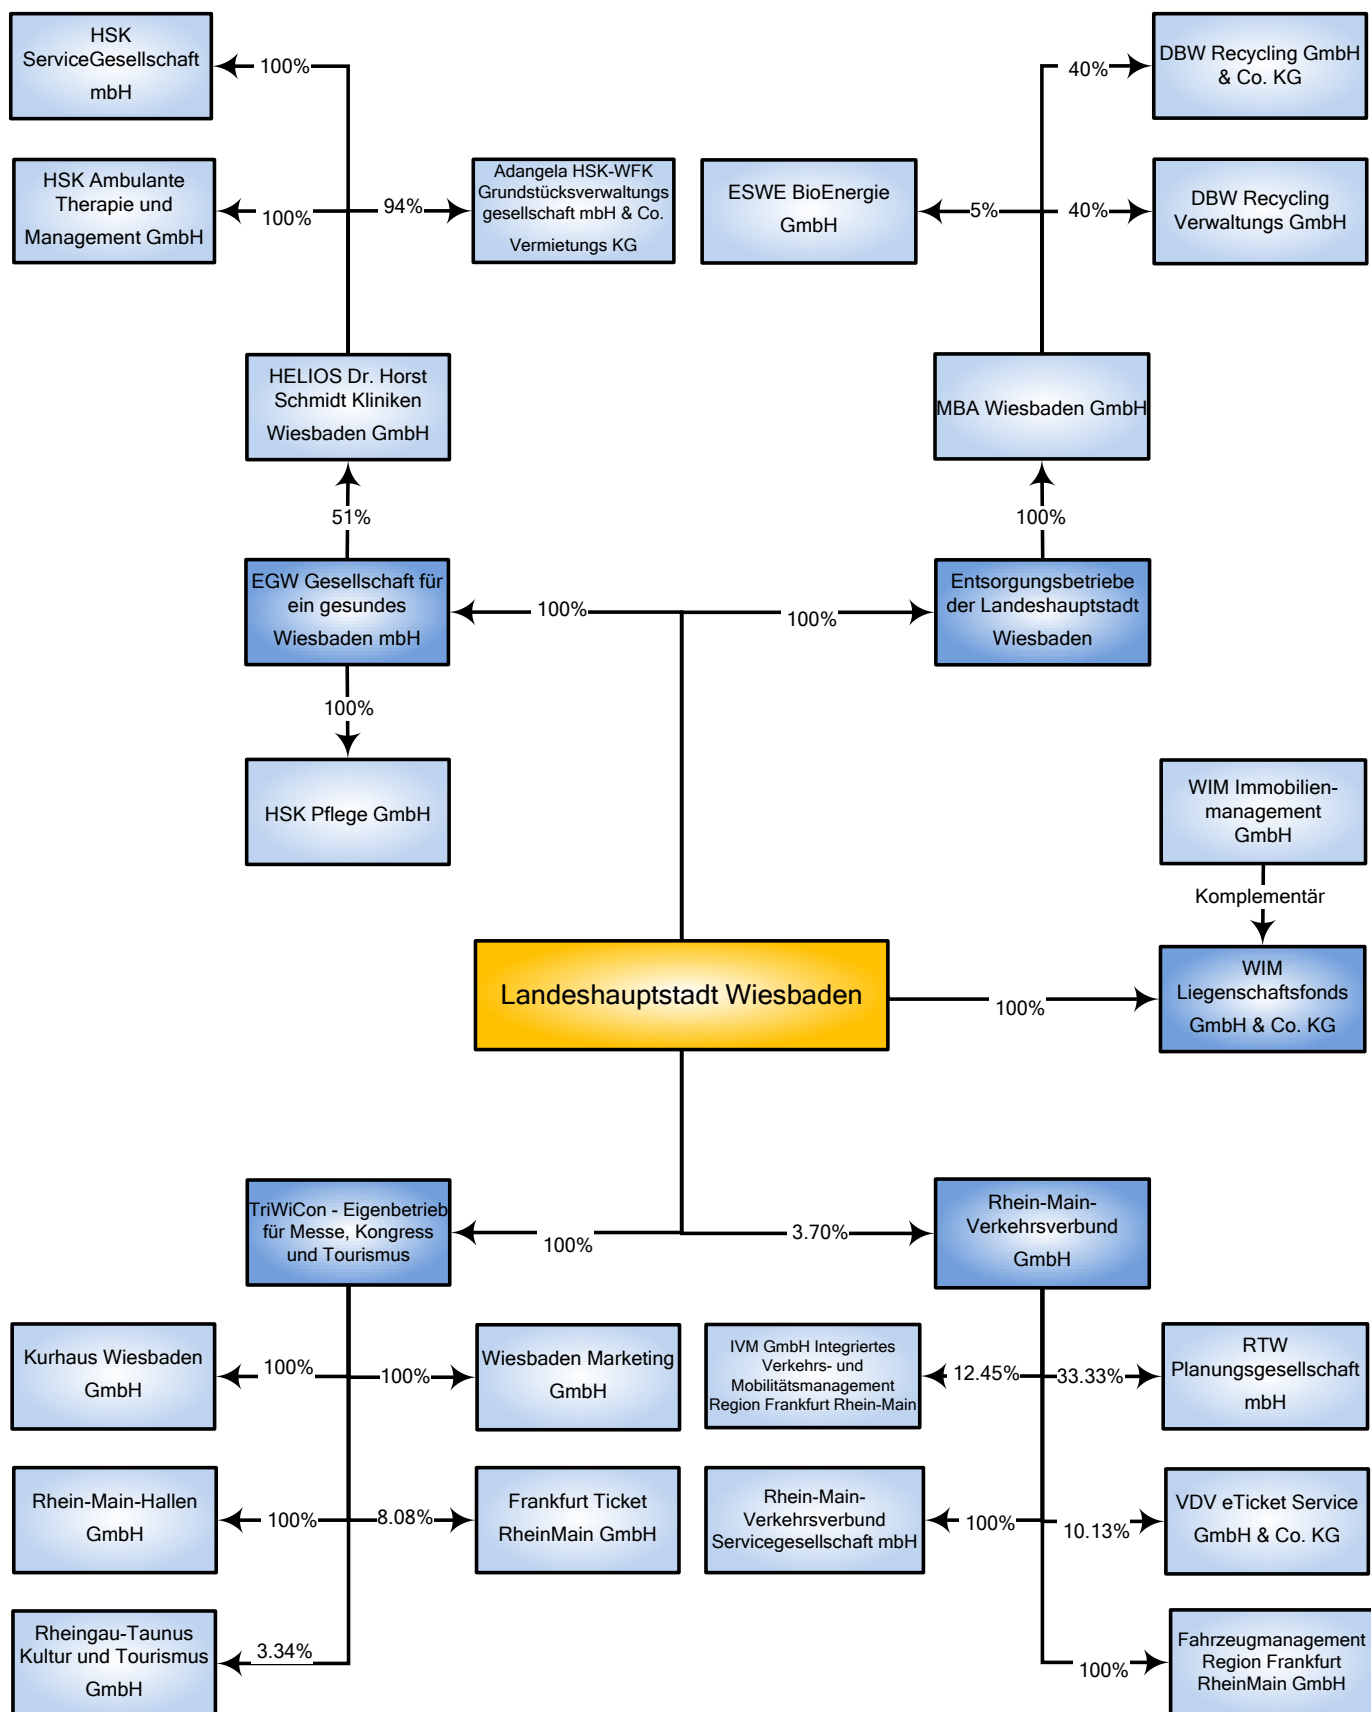 HSK
ServiceGesellschaft
mbH
100%
40%
DBW Recycling GmbH
& Co. KG
HSK Ambulante
Therapie und
Management GmbH
100%
94%
Adangela HSK-WFK
Grundstücksverwaltungs
gesellschaft mbH & Co.
Vermietungs KG
ESWE BioEnergie
GmbH
5%
40%
DBW Recycling
Verwaltungs GmbH
HELIOS Dr. Horst
Schmidt Kliniken
Wiesbaden GmbH
MBA Wiesbaden GmbH
51%
100%
EGW Gesellschaft für
ein gesundes
Wiesbaden mbH
100%
100%
Entsorgungsbetriebe
der Landeshauptstadt
Wiesbaden
100%
HSK Pflege GmbH
WIM Immobilien-
management
GmbH
Komplementär
Landeshauptstadt Wiesbaden
100%
WIM
Liegenschaftsfonds
GmbH & Co. KG
TriWiCon - Eigenbetrieb
für Messe, Kongress
und Tourismus
100%
3.70%
Rhein-Main-
Verkehrsverbund
GmbH
Kurhaus Wiesbaden
GmbH
100%
100%
Wiesbaden Marketing
GmbH
IVM GmbH Integriertes
Verkehrs- und
Mobilitätsmanagement
Region Frankfurt Rhein-Main
12.45%
33.33%
RTW
Planungsgesellschaft
mbH
Rhein-Main-Hallen
GmbH
100%
8.08%
Frankfurt Ticket
RheinMain GmbH
Rhein-Main-
Verkehrsverbund
Servicegesellschaft mbH
100%
10.13%
VDV eTicket Service
GmbH & Co. KG
Rheingau-Taunus
Kultur und Tourismus
GmbH
3.34%
100%
Fahrzeugmanagement
Region Frankfurt
RheinMain GmbH